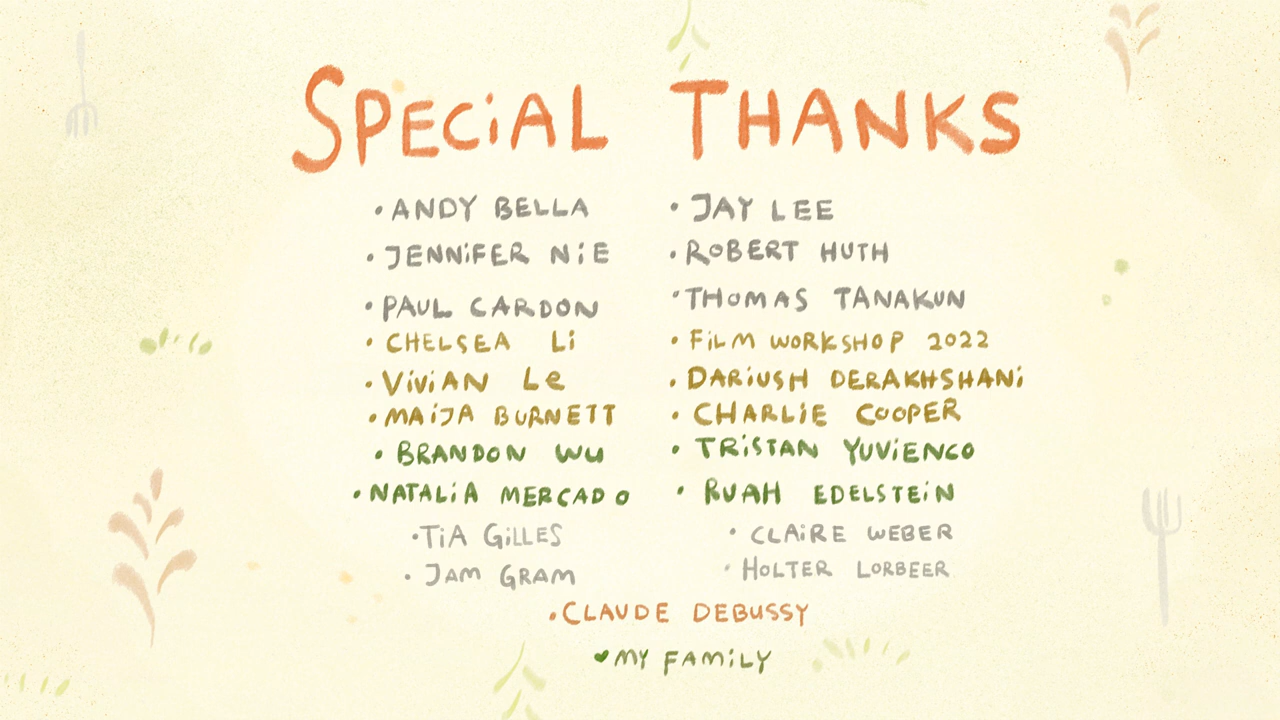 SPECiAL THANKS
• ANDY BELLA
• JENNiFER NiE
• PAUL CARDON
• CHELSEA Li
• ViViAN Le
• MAiJA BURNETT
• BRANDON WU
• NATALiA MERCADO
• TiA GiLLES
• JAM GRAM
• JAY LEE
• ROBERT HUTH
• THOMAS TANAKUN
• FiLM WORKSHOP 2022
• DARiUSH DERAKHSHANi
• CHARLiE COOPER
• TRiSTAN YUViENCO
• RUAH EDELSTEiN
• CLAiRE WEBER
• HOLTER LORBEER
• CLAUDE DEBUSSY
♥ MY FAMiLY